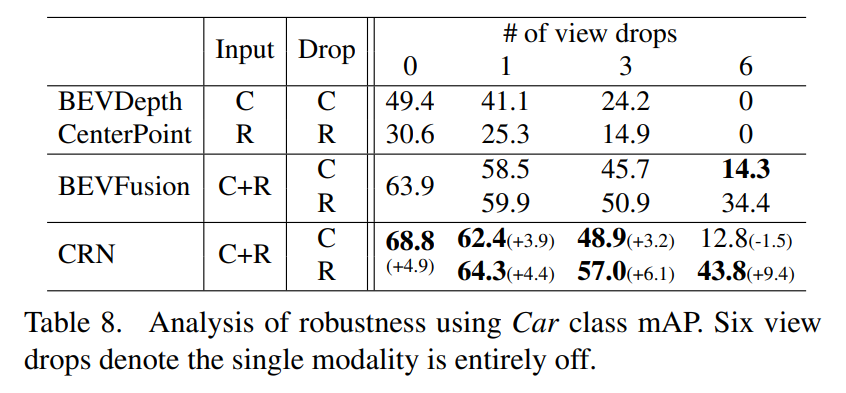 Input Drop # of view drops
0 1 3 6
BEVDepth C C 49.4 41.1 24.2 0
CenterPoint R R 30.6 25.3 14.9 0
BEVFusion C+R 63.9
C 58.5 45.7 14.3
R 59.9 50.9 34.4
CRN C+R 68.8 (+4.9)
C 62.4(+3.9) 48.9(+3.2) 12.8(-1.5)
R 64.3(+4.4) 57.0(+6.1) 43.8(+9.4)
Table 8. Analysis of robustness using Car class mAP. Six view
drops denote the single modality is entirely off.